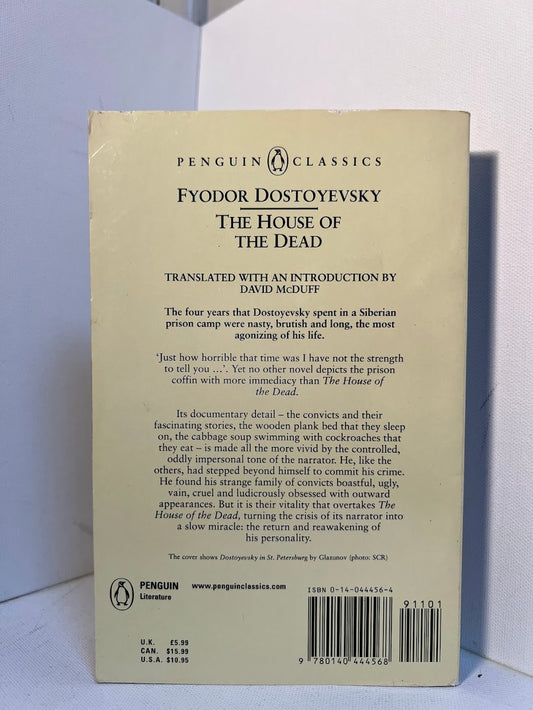 PENGUIN CLASSICS
FYODOR DOSTOYEVSKY
THE HOUSE OF
THE DEAD
TRANSLATED WITH AN INTRODUCTION BY
DAVID McDUFF
The four years that Dostoyevsky spent in a Siberian
prison camp were nasty, brutish and long, the most
agonizing of his life.
‘Just how horrible that time was I have not the strength
to tell you ...’. Yet no other novel depicts the prison
coffin with more immediacy than The House of
the Dead.
Its documentary detail – the convicts and their
fascinating stories, the wooden plank bed that they sleep
on, the cabbage soup swimming with cockroaches that
they eat – is made all the more vivid by the controlled,
oddly impersonal tone of the narrator. He, like the
others, had stepped beyond himself to commit his crime.
He found his strange family of convicts boastful, ugly,
vain, cruel and ludicrously obsessed with outward
appearances. But it is their vitality that overtakes The
House of the Dead, turning the crisis of its narrator into
a slow miracle: the return and reawakening of
his personality.
The cover shows Dostoyevsky in St. Petersburg by Glazunov (photo: SCR)
PENGUIN
Literature
www.penguinclassics.com
ISBN 0-14-044456-4
91101
9 780140 444568
U.K. £5.99
CAN. $15.99
U.S.A. $10.95